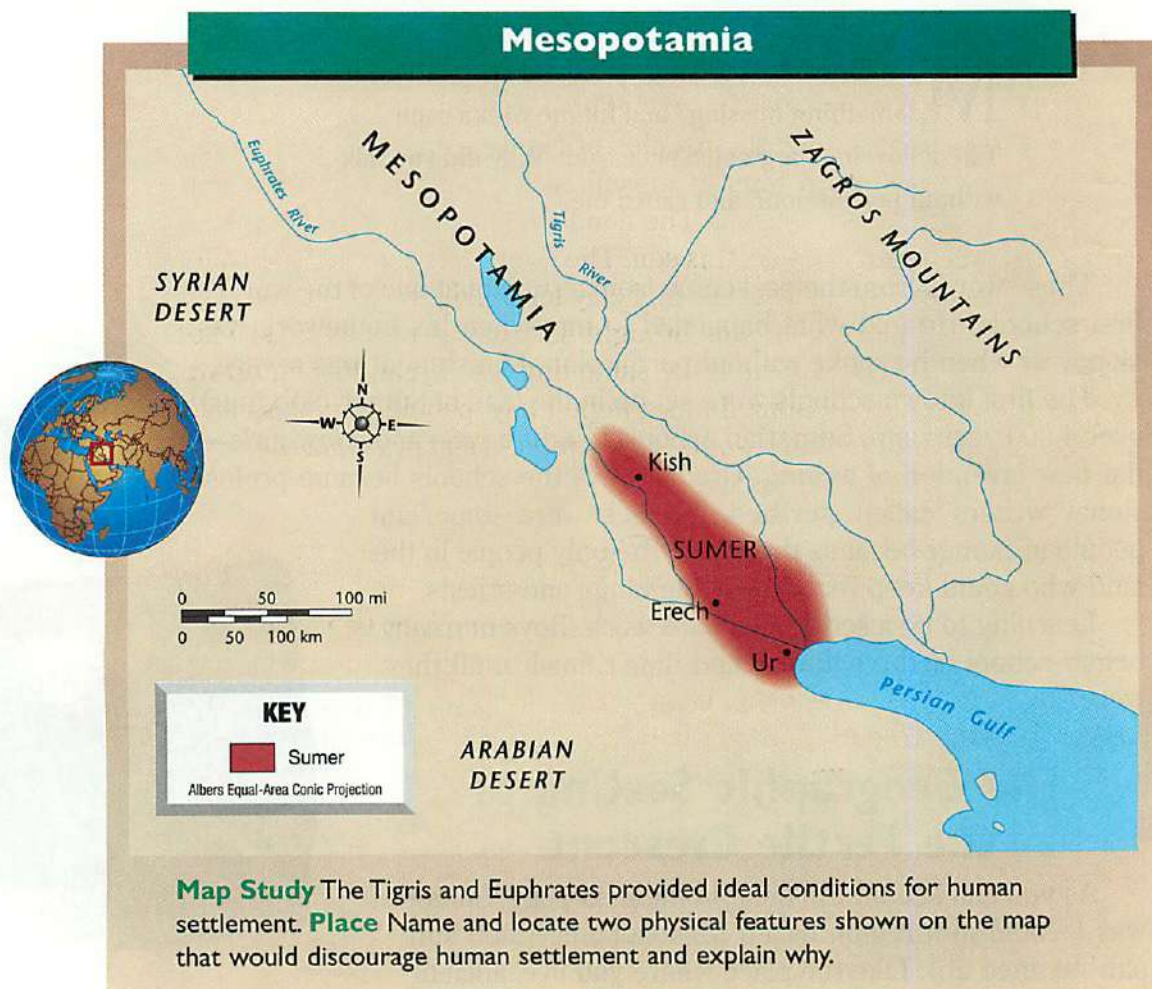 Mesopotamia
MESOPOTAMIA
ZAGROS MOUNTAINS
Euphrates River
Tigris
River
SYRIAN
DESERT
N
W E
S
Kish
SUMER
Erech
Ur
0 50 100 mi
0 50 100 km
Persian Gulf
KEY
Sumer
Albers Equal-Area Conic Projection
ARABIAN
DESERT
Map Study The Tigris and Euphrates provided ideal conditions for human
settlement. Place Name and locate two physical features shown on the map
that would discourage human settlement and explain why.